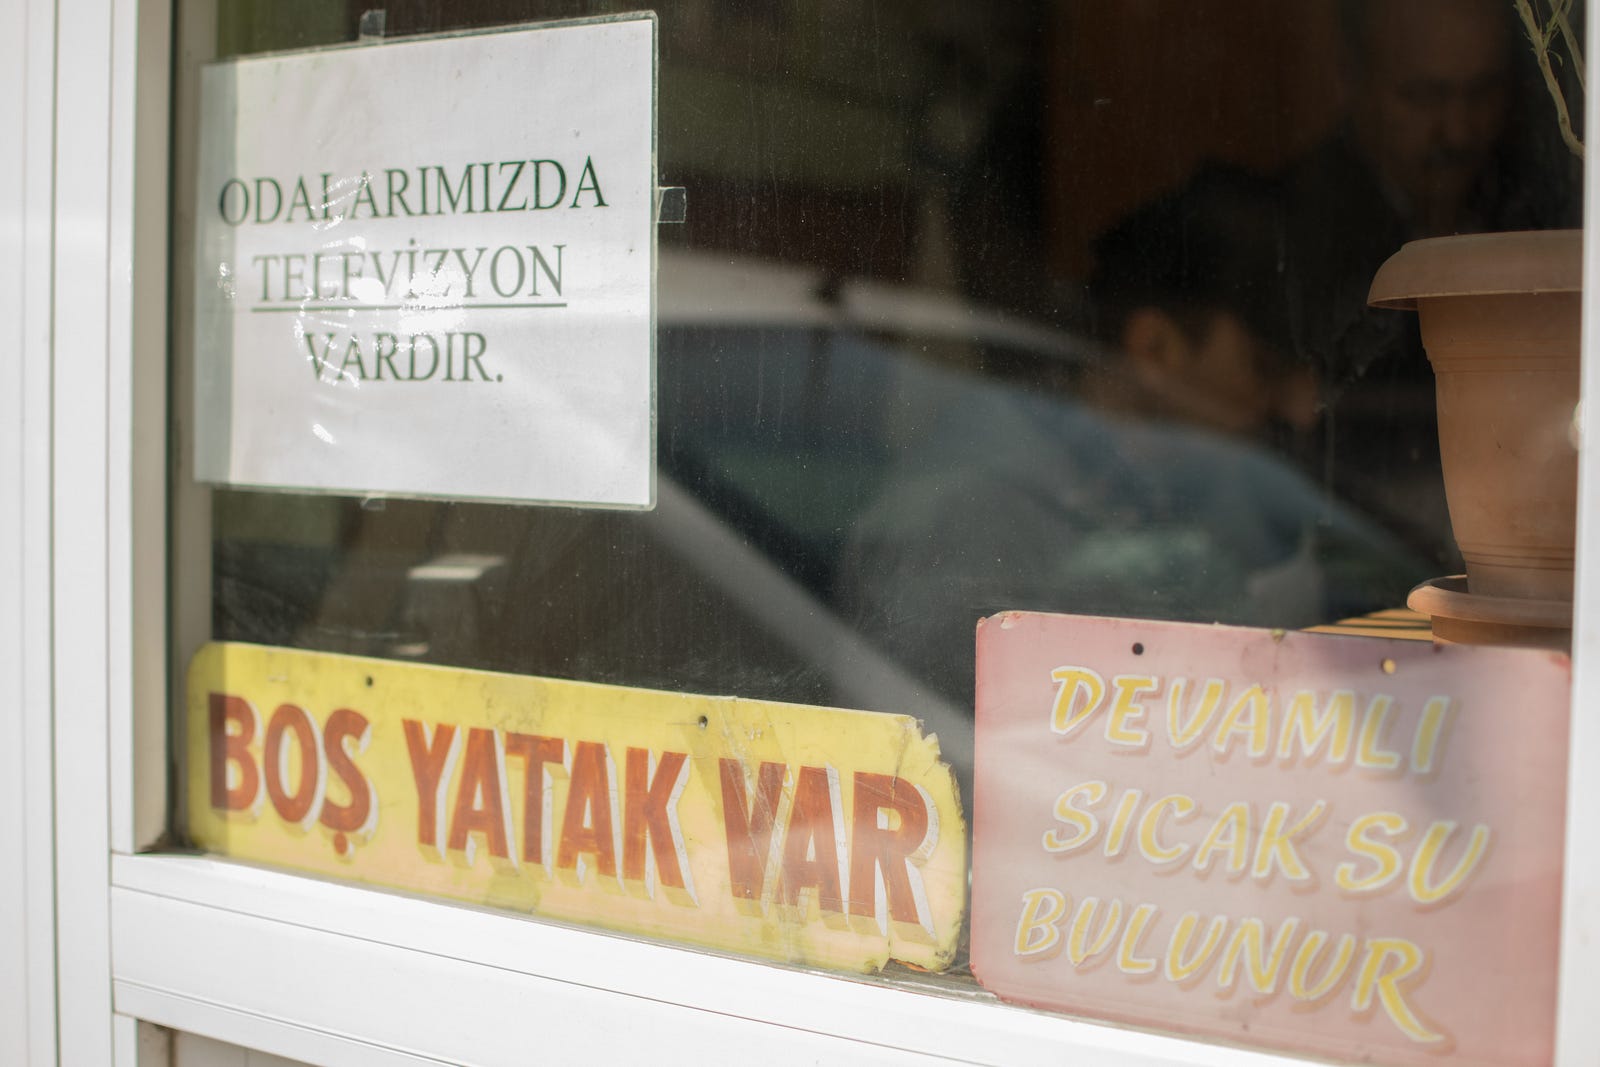 ODALARIMIZDA
TELEVİZYON
VARDIR.
BOŞ YATAK VAR
DEVAMLI
SICAK SU
BULUNUR